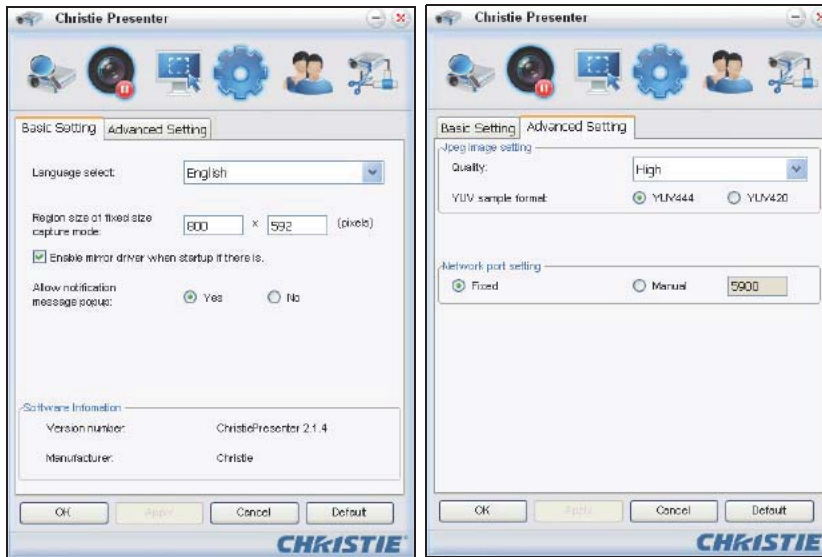 Christie Presenter
Basic Setting Advanced Setting
Language select: English
Region size of fixed size
capture mode: 800 x 592 (pixels)
Enable mirror driver when startup if there is.
Allow notification
message popup: Yes No
Software Infomation
Version number: ChristiePresenter 2.1.4
Manufacturer: Christie
OK Apply Cancel Default
CHRISTIE
Christie Presenter
Basic Setting Advanced Setting
Jpeg image setting
Quality: High
YUV sample format: YUV444 YUV420
Network port setting
Fixed Manual 5900
OK Apply Cancel Default
CHRISTIE